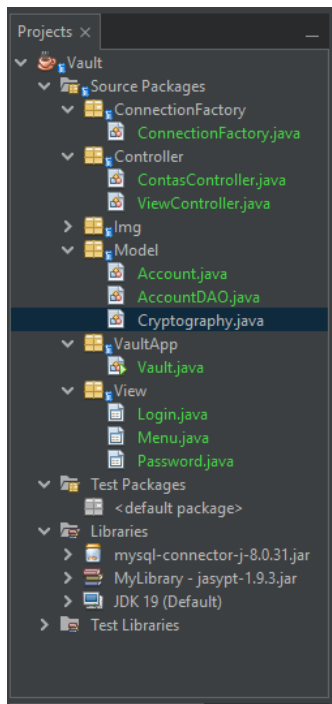 Projects
Vault
Source Packages
ConnectionFactory
ConnectionFactory.java
Controller
ContasController.java
ViewController.java
Img
Model
Account.java
AccountDAO.java
Cryptography.java
VaultApp
Vault.java
View
Login.java
Menu.java
Password.java
Test Packages
<default package>
Libraries
mysql-connector-j-8.0.31.jar
MyLibrary - jasypt-1.9.3.jar
JDK 19 (Default)
Test Libraries